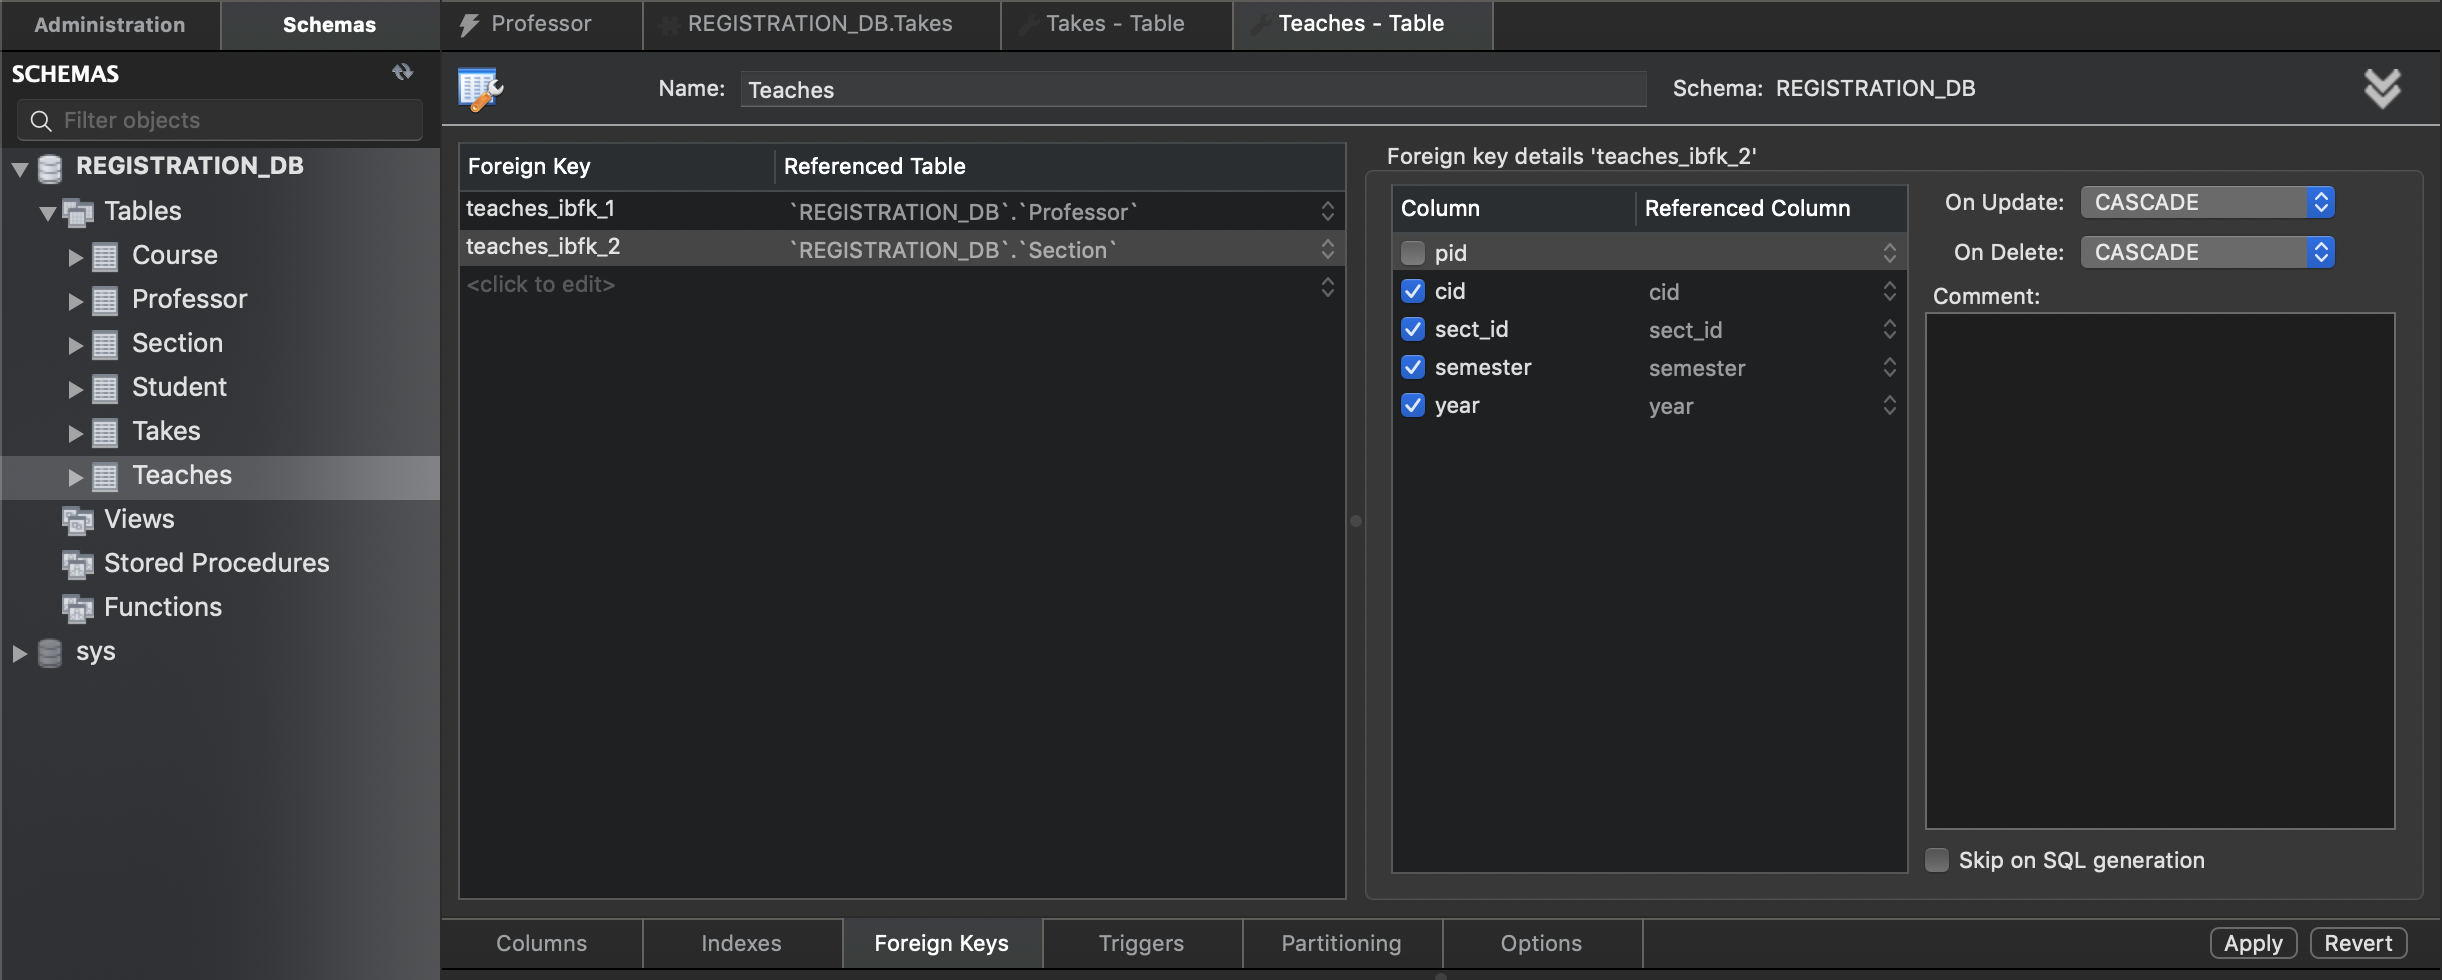 Administration
Schemas
SCHEMAS
Filter objects
REGISTRATION_DB
Tables
Course
Professor
Section
Student
Takes
Teaches
Views
Stored Procedures
Functions
sys
Professor
REGISTRATION_DB.Takes
Takes - Table
Teaches - Table
Name: Teaches
Schema: REGISTRATION_DB
Foreign Key Referenced Table
teaches_ibfk_1 `REGISTRATION_DB`.`Professor`
teaches_ibfk_2 `REGISTRATION_DB`.`Section`
<click to edit>
Foreign key details 'teaches_ibfk_2'
Column Referenced Column
pid
cid cid
sect_id sect_id
semester semester
year year
On Update: CASCADE
On Delete: CASCADE
Comment:
Skip on SQL generation
Columns
Indexes
Foreign Keys
Triggers
Partitioning
Options
Apply
Revert